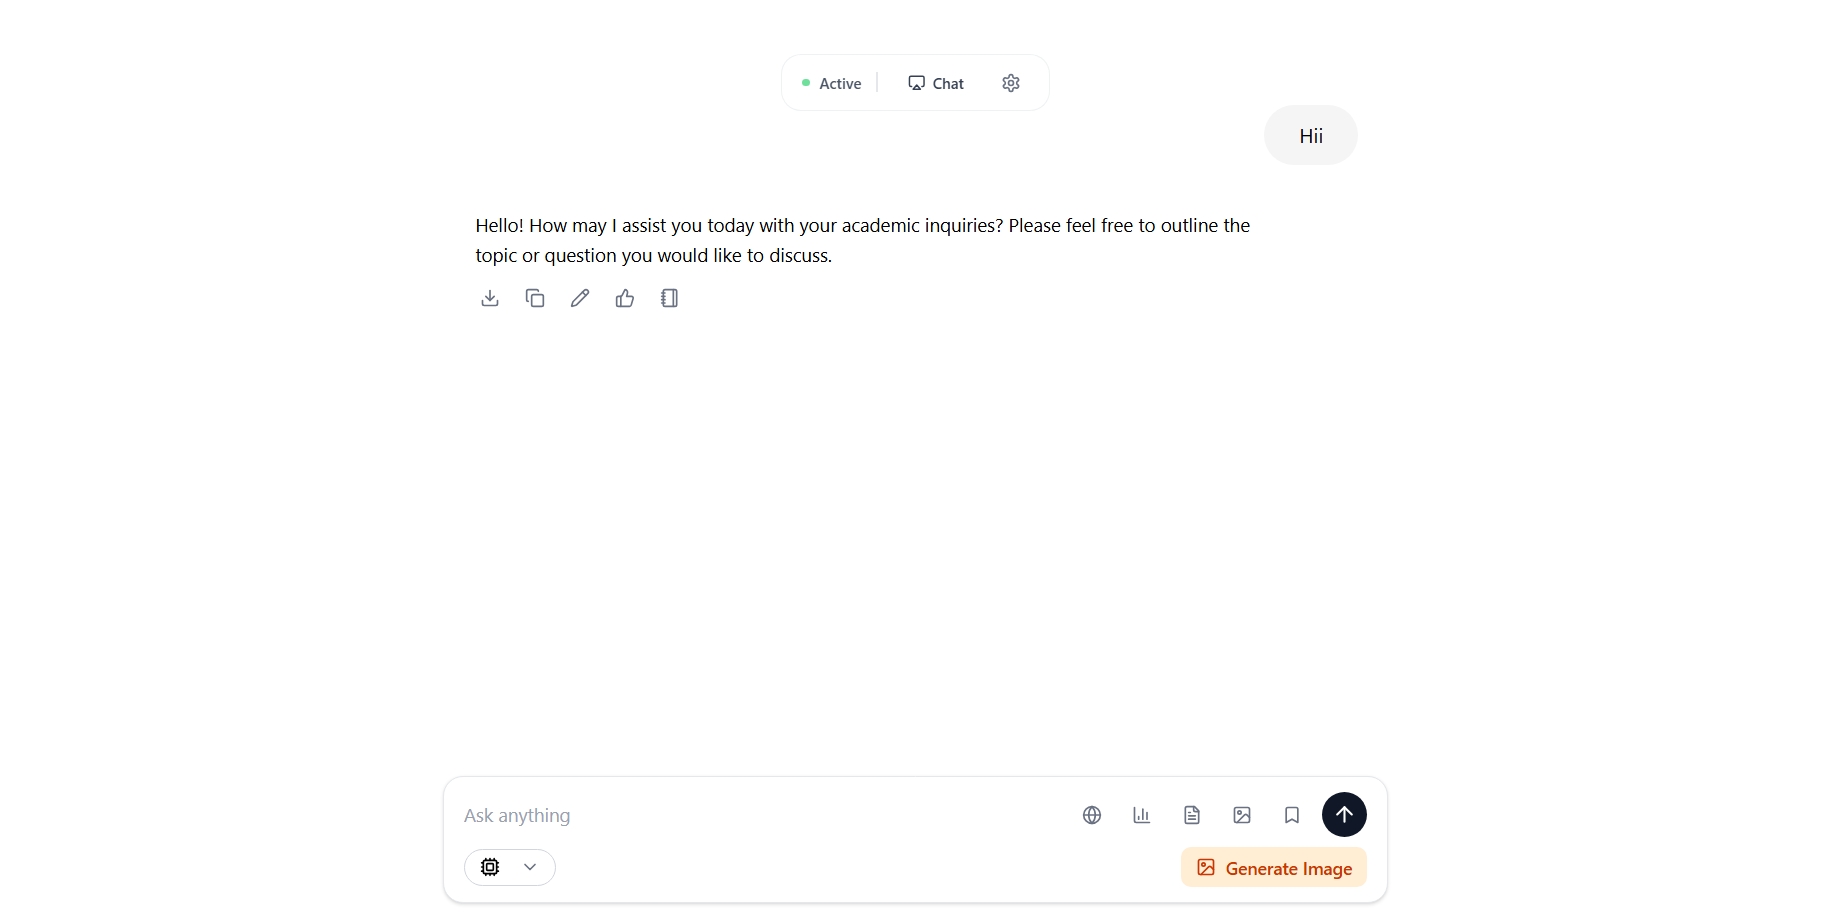 Active
Chat
Hii
Hello! How may I assist you today with your academic inquiries? Please feel free to outline the
topic or question you would like to discuss.
Ask anything
Generate Image